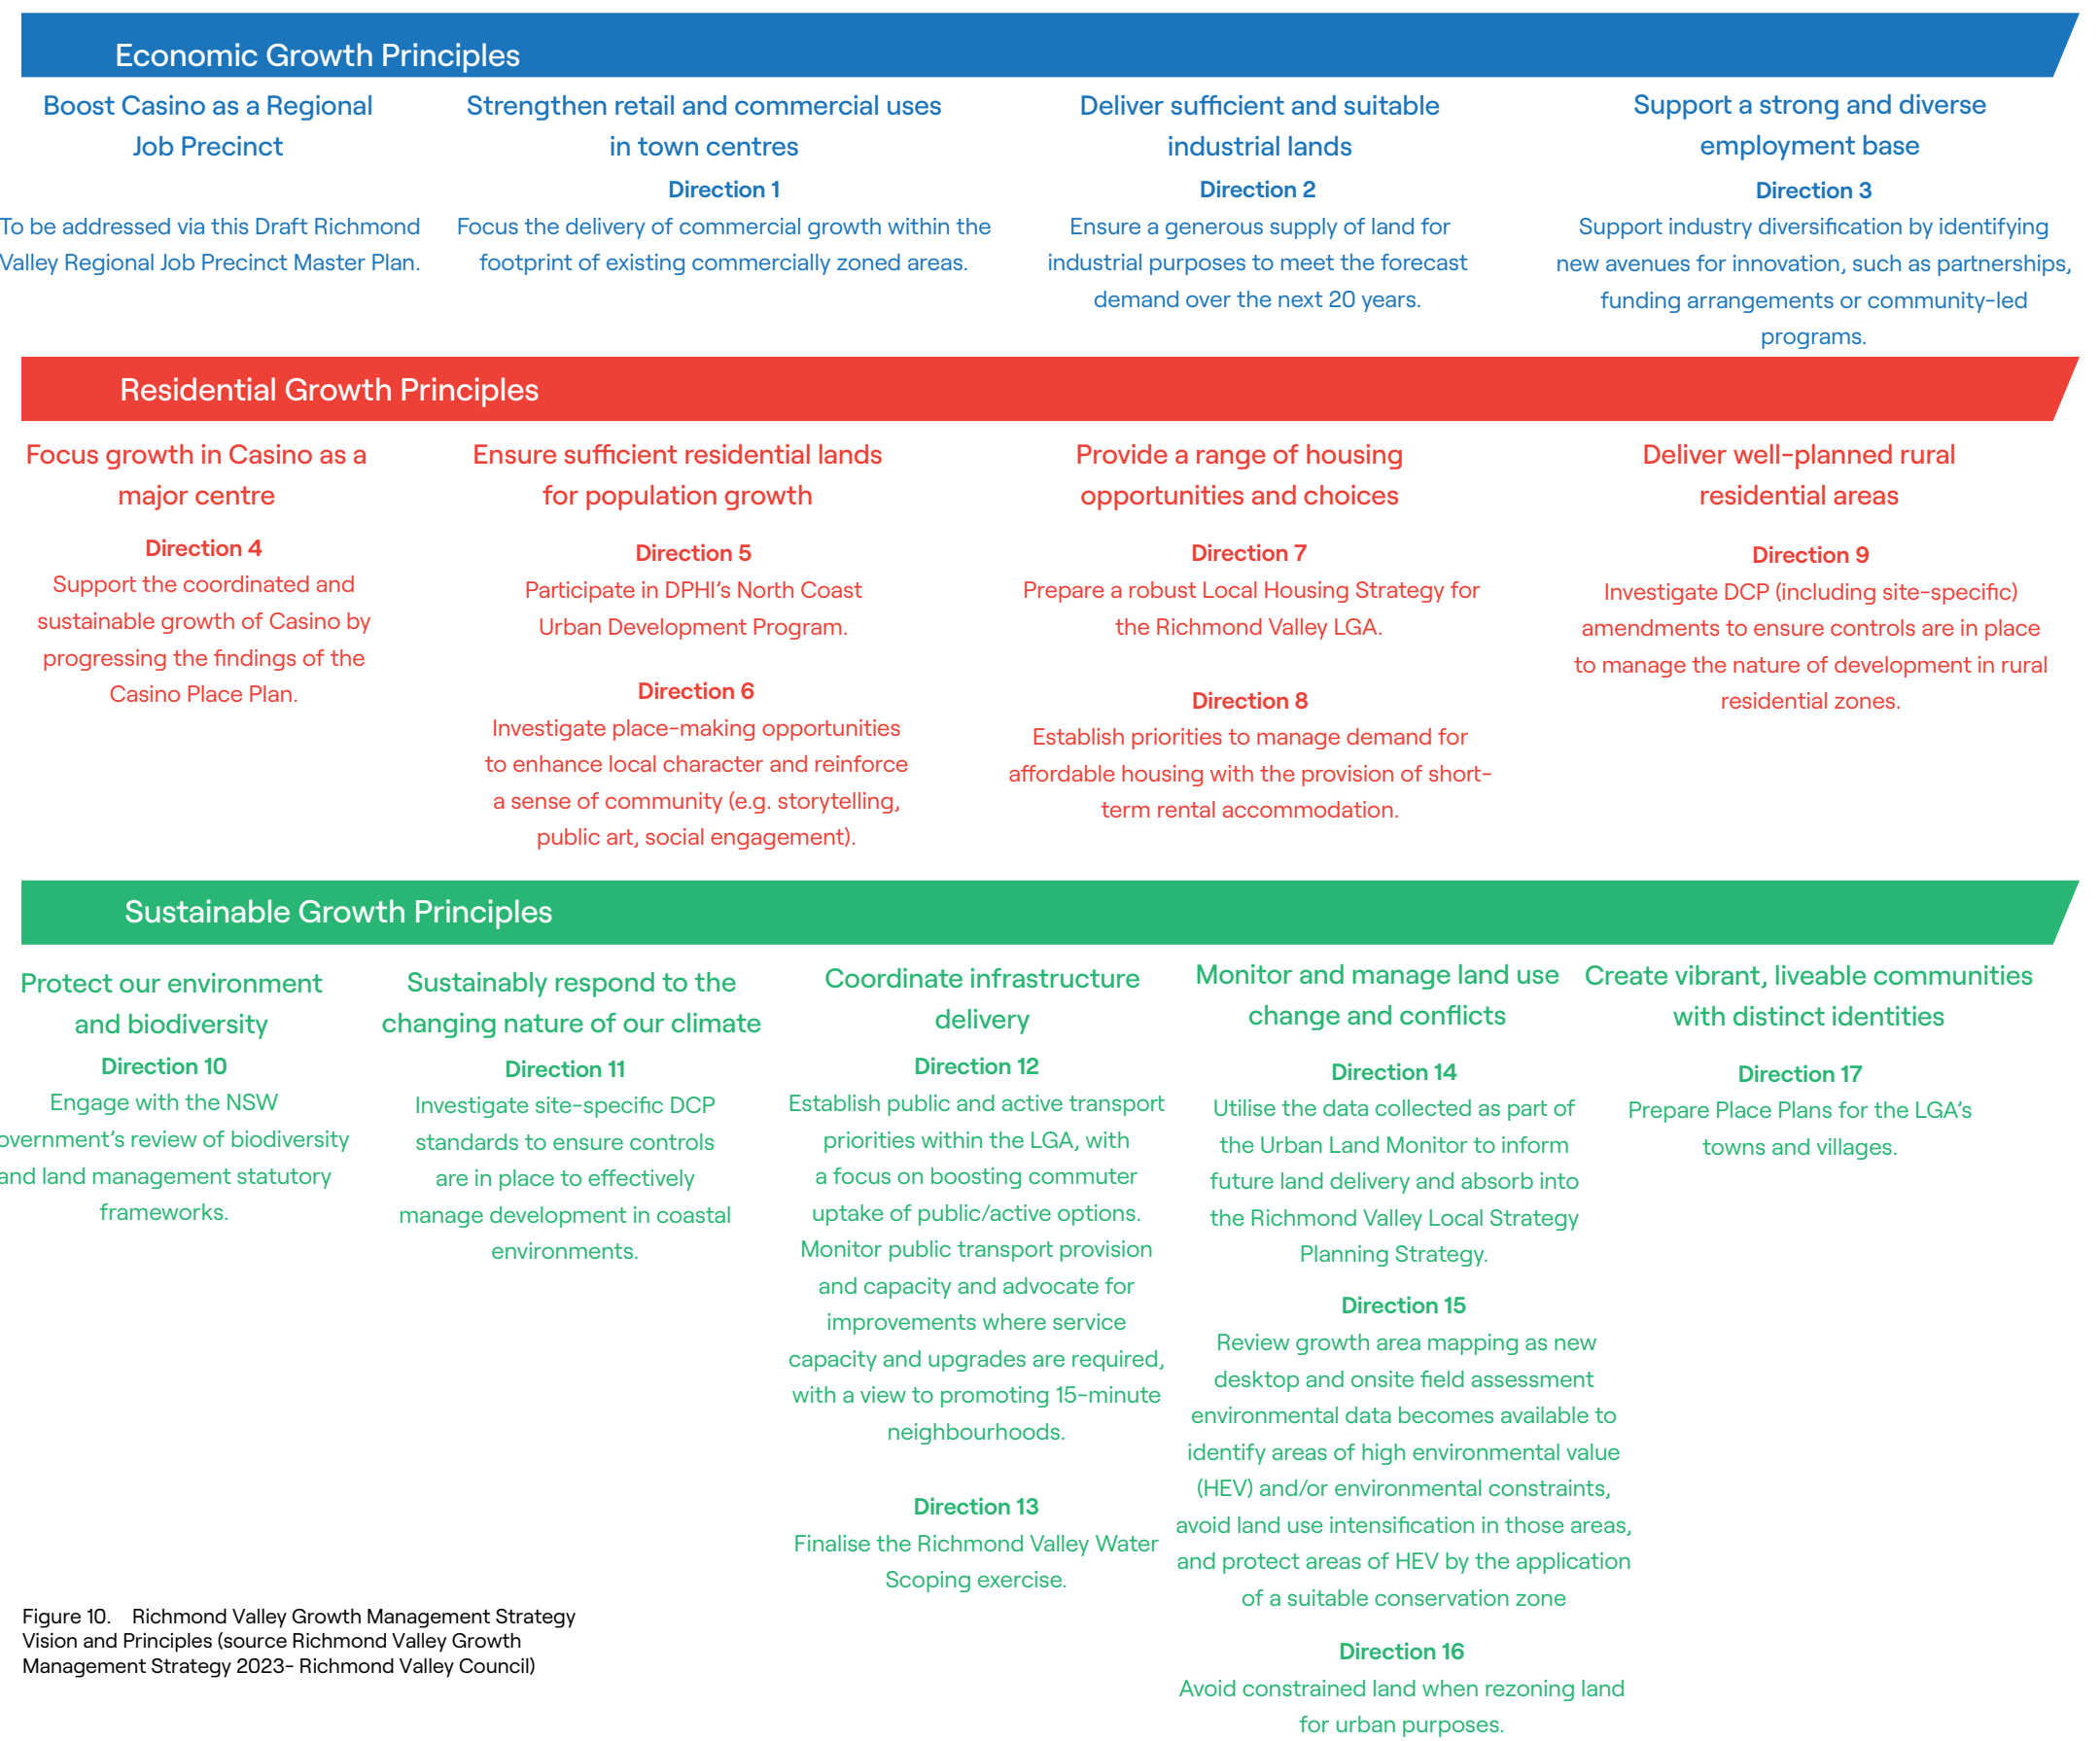 Economic Growth Principles
Boost Casino as a Regional
Job Precinct
To be addressed via this Draft Richmond
Valley Regional Job Precinct Master Plan.
Strengthen retail and commercial uses
in town centres
Direction 1
Focus the delivery of commercial growth within the
footprint of existing commercially zoned areas.
Deliver sufficient and suitable
industrial lands
Direction 2
Ensure a generous supply of land for
industrial purposes to meet the forecast
demand over the next 20 years.
Support a strong and diverse
employment base
Direction 3
Support industry diversification by identifying
new avenues for innovation, such as partnerships,
funding arrangements or community-led
programs.
Residential Growth Principles
Focus growth in Casino as a
major centre
Direction 4
Support the coordinated and
sustainable growth of Casino by
progressing the findings of the
Casino Place Plan.
Ensure sufficient residential lands
for population growth
Direction 5
Participate in DPHI’s North Coast
Urban Development Program.
Direction 6
Investigate place-making opportunities
to enhance local character and reinforce
a sense of community (e.g. storytelling,
public art, social engagement).
Provide a range of housing
opportunities and choices
Direction 7
Prepare a robust Local Housing Strategy for
the Richmond Valley LGA.
Direction 8
Establish priorities to manage demand for
affordable housing with the provision of short-
term rental accommodation.
Deliver well-planned rural
residential areas
Direction 9
Investigate DCP (including site-specific)
amendments to ensure controls are in place
to manage the nature of development in rural
residential zones.
Sustainable Growth Principles
Protect our environment
and biodiversity
Direction 10
Engage with the NSW
overnment’s review of biodiversity
and land management statutory
frameworks.
Sustainably respond to the
changing nature of our climate
Direction 11
Investigate site-specific DCP
standards to ensure controls
are in place to effectively
manage development in coastal
environments.
Coordinate infrastructure
delivery
Direction 12
Establish public and active transport
priorities within the LGA, with
a focus on boosting commuter
uptake of public/active options.
Monitor public transport provision
and capacity and advocate for
improvements where service
capacity and upgrades are required,
with a view to promoting 15-minute
neighbourhoods.
Direction 13
Finalise the Richmond Valley Water
Scoping exercise.
Monitor and manage land use
change and conflicts
Direction 14
Utilise the data collected as part of
the Urban Land Monitor to inform
future land delivery and absorb into
the Richmond Valley Local Strategy
Planning Strategy.
Direction 15
Review growth area mapping as new
desktop and onsite field assessment
environmental data becomes available to
identify areas of high environmental value
(HEV) and/or environmental constraints,
avoid land use intensification in those areas,
and protect areas of HEV by the application
of a suitable conservation zone
Direction 16
Avoid constrained land when rezoning land
for urban purposes.
Create vibrant, liveable communities
with distinct identities
Direction 17
Prepare Place Plans for the LGA’s
towns and villages.
Figure 10. Richmond Valley Growth Management Strategy
Vision and Principles (source Richmond Valley Growth
Management Strategy 2023- Richmond Valley Council)